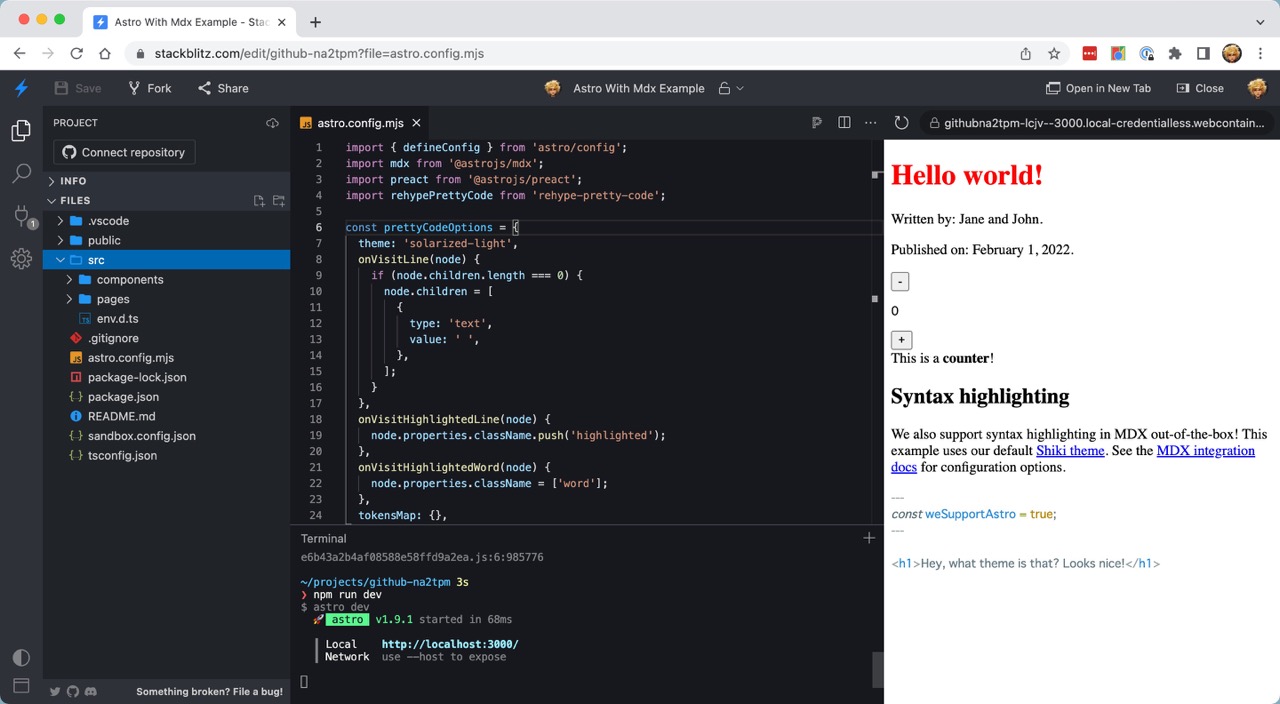 Astro With Mdx Example - Stac
stackblitz.com/edit/github-na2tpm?file=astro.config.mjs
Save Fork Share Astro With Mdx Example Open in New Tab Close
PROJECT
Connect repository
INFO
FILES
.vscode
public
src
components
pages
env.d.ts
.gitignore
astro.config.mjs
package-lock.json
package.json
README.md
sandbox.config.json
tsconfig.json
1
Something broken? File a bug!
JS astro.config.mjs
1 import { defineConfig } from 'astro/config';
2 import mdx from '@astrojs/mdx';
3 import preact from '@astrojs/preact';
4 import rehypePrettyCode from 'rehype-pretty-code';
5
6 const prettyCodeOptions = {
7 theme: 'solarized-light',
8 onVisitLine(node) {
9 if (node.children.length === 0) {
10 node.children = [
11 {
12 type: 'text',
13 value: ' ',
14 },
15 ];
16 }
17 },
18 onVisitHighlightedLine(node) {
19 node.properties.className.push('highlighted');
20 },
21 onVisitHighlightedWord(node) {
22 node.properties.className = ['word'];
23 },
24 tokensMap: {},
Terminal
e6b43a2b4af08588e58ffd9a2ea.js:6:985776
~/projects/github-na2tpm 3s
❯ npm run dev
$ astro dev
🚀 astro v1.9.1 started in 68ms
Local http://localhost:3000/
Network use --host to expose
githubna2tpm-lcjv--3000.local-credentialless.webcontain...
Hello world!
Written by: Jane and John.
Published on: February 1, 2022.
-
0
+
This is a counter!
Syntax highlighting
We also support syntax highlighting in MDX out-of-the-box! This
example uses our default Shiki theme. See the MDX integration
docs for configuration options.
---
const weSupportAstro = true;
---
<h1>Hey, what theme is that? Looks nice!</h1>